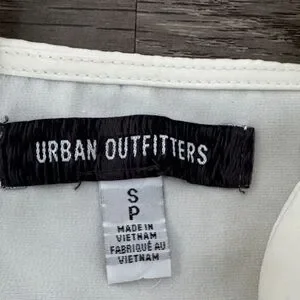 URBAN OUTFITTERS
S
P
MADE IN
VIETNAM
FABRIQUÉ AU
VIETNAM